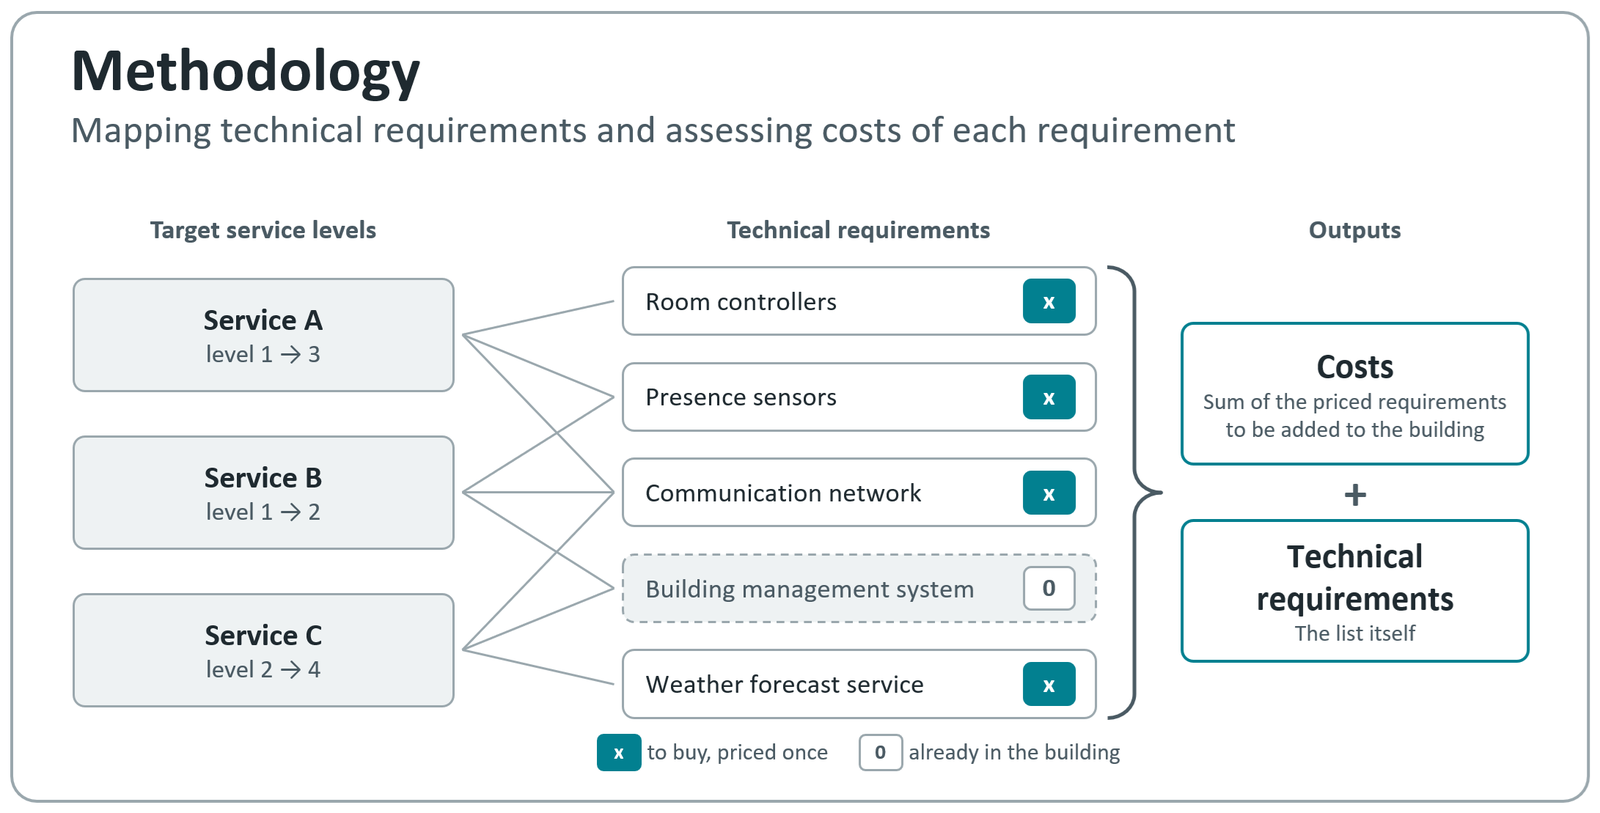 Methodology
Mapping technical requirements and assessing costs of each requirement
Target service levels
Service A
level 1 → 3
Service B
level 1 → 2
Service C
level 2 → 4
Technical requirements
Room controllers x
Presence sensors x
Communication network x
Building management system 0
Weather forecast service x
x to buy, priced once 0 already in the building
Outputs
Costs
Sum of the priced requirements
to be added to the building
+
Technical
requirements
The list itself